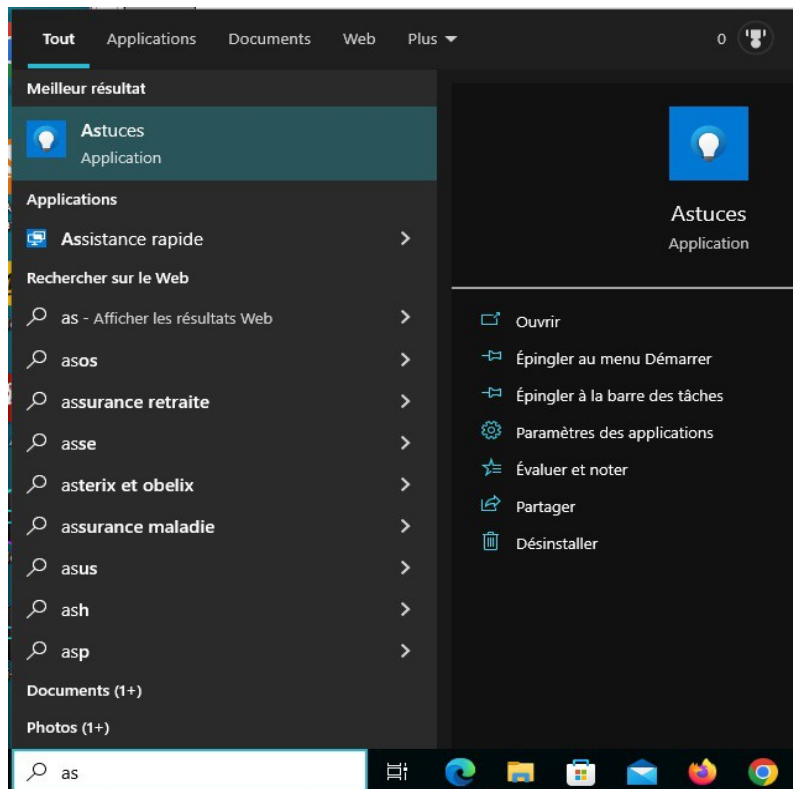 Tout Applications Documents Web Plus 0
Meilleur résultat
Astuces
Application
Applications
Assistance rapide
Rechercher sur le Web
as - Afficher les résultats Web
asos
assurance retraite
asse
asterix et obelix
assurance maladie
asus
ash
asp
Documents (1+)
Photos (1+)
as
Astuces
Application
Ouvrir
Épingler au menu Démarrer
Épingler à la barre des tâches
Paramètres des applications
Évaluer et noter
Partager
Désinstaller